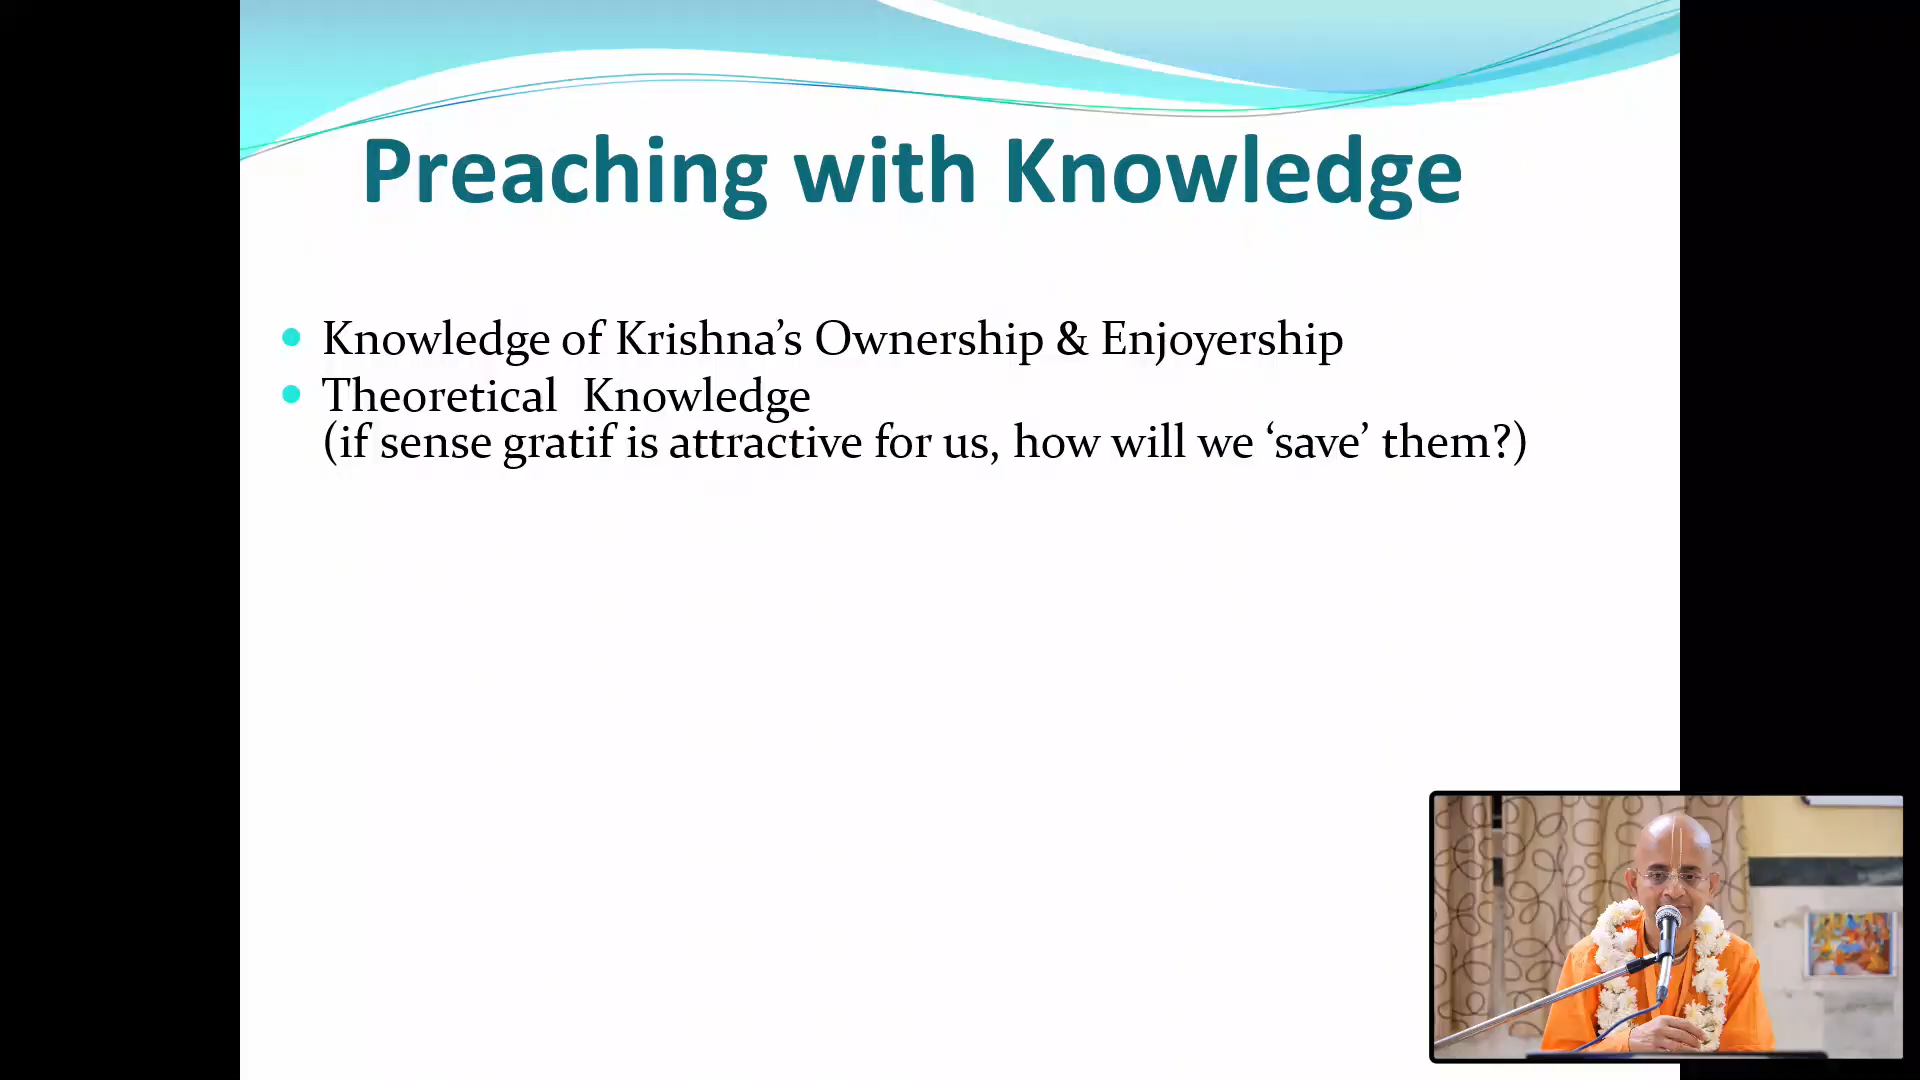 Preaching with Knowledge
• Knowledge of Krishna’s Ownership & Enjoyership
• Theoretical  Knowledge
(if sense gratif is attractive for us, how will we ‘save’ them?)